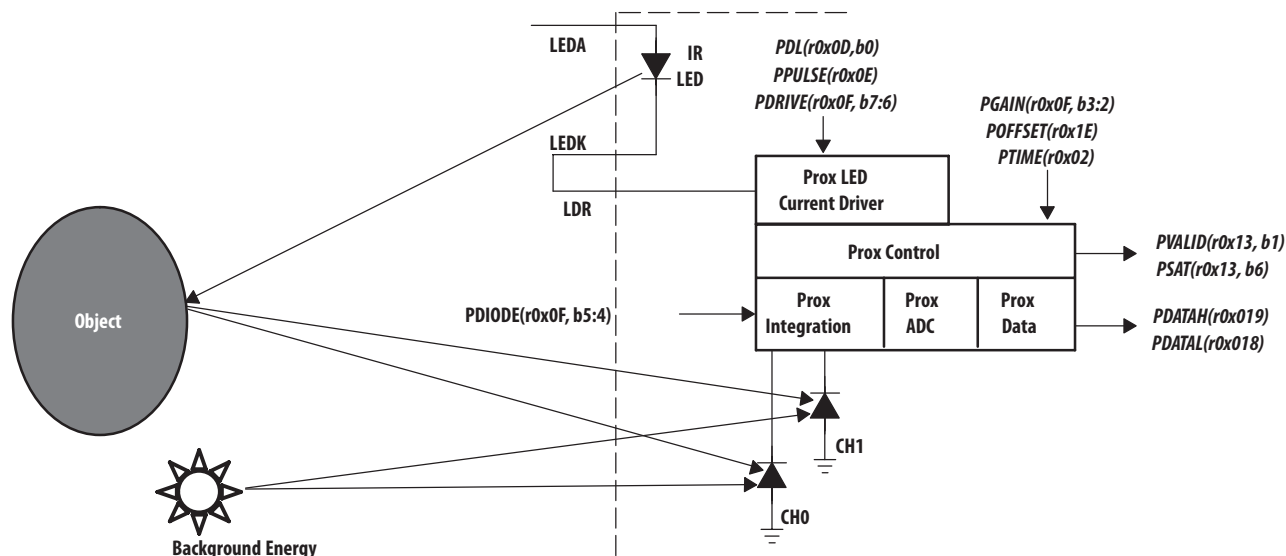 LEDA
IR
LED
PDL(r0x0D,b0)
PPULSE(r0x0E)
PDRIVE(r0x0F, b7:6)
PGAIN(r0x0F, b3:2)
POFFSET(r0x1E)
PTIME(r0x02)
LEDK
LDR
Prox LED
Current Driver
Prox Control
PVALID(r0x13, b1)
PSAT(r0x13, b6)
Object
PDIODE(r0x0F, b5:4)
Prox
Integration
Prox
ADC
Prox
Data
PDATAH(r0x019)
PDATAL(r0x018)
CH1
CH0
Background Energy